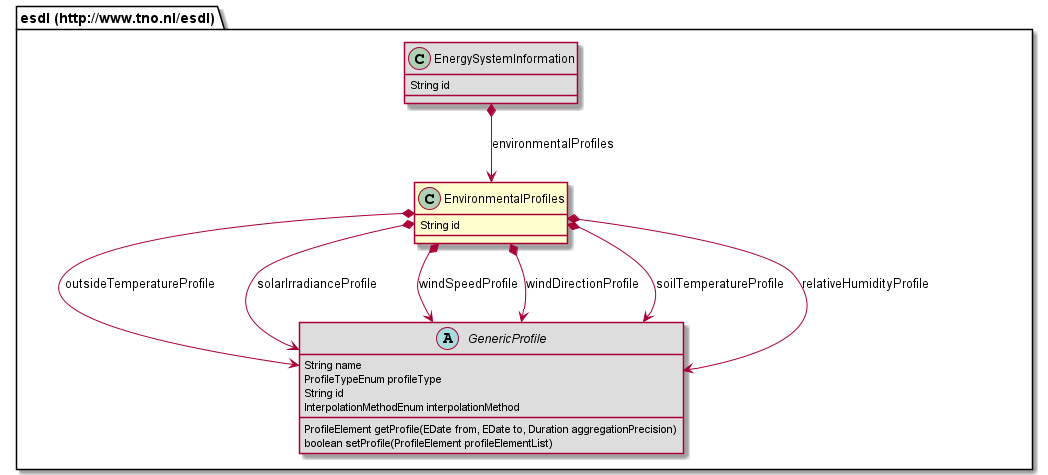 esdl (http://www.tno.nl/esdl)
C EnergySystemInformation
String id
environmentalProfiles
C EnvironmentalProfiles
String id
outsideTemperatureProfile solarIrradianceProfile windSpeedProfile windDirectionProfile soilTemperatureProfile relativeHumidityProfile
A GenericProfile
String name
ProfileTypeEnum profileType
String id
InterpolationMethodEnum interpolationMethod
ProfileElement getProfile(EDate from, EDate to, Duration aggregationPrecision)
boolean setProfile(ProfileElement profileElementList)